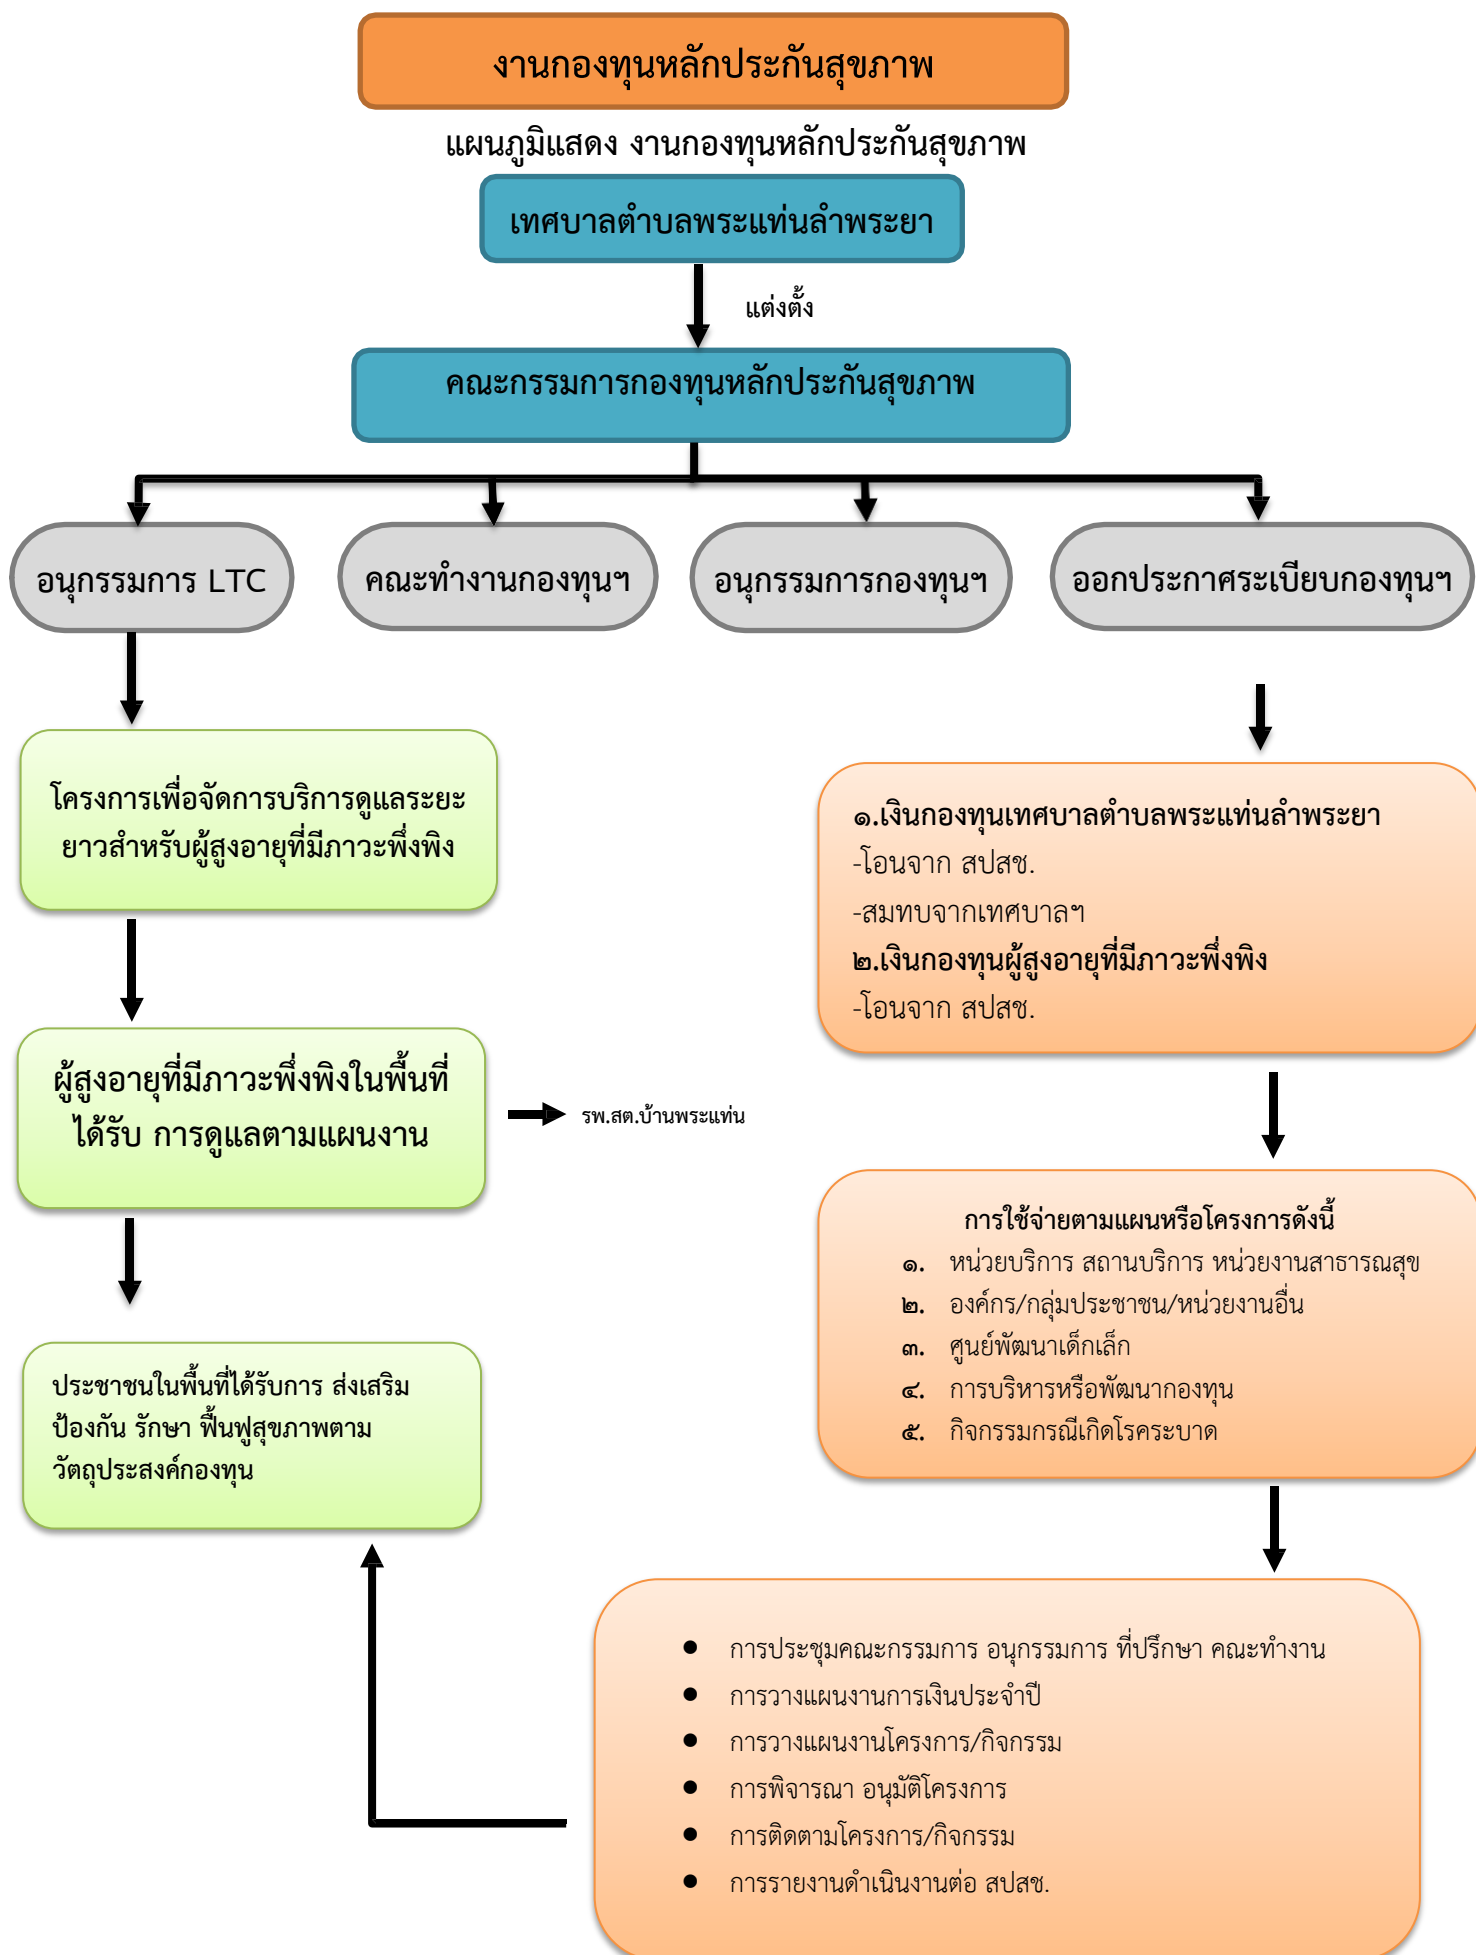 งานกองทุนหลักประกันสุขภาพ
แผนภูมิแสดง งานกองทุนหลักประกันสุขภาพ
เทศบาลตำบลพระแท่นลำพระยา
แต่งตั้ง
คณะกรรมการกองทุนหลักประกันสุขภาพ
อนุกรรมการ LTC
คณะทำงานกองทุนฯ
อนุกรรมการกองทุนฯ
ออกประกาศระเบียบกองทุนฯ
โครงการเพื่อจัดการบริการดูแลระยะ
ยาวสำหรับผู้สูงอายุที่มีภาวะพึ่งพิง
ผู้สูงอายุที่มีภาวะพึ่งพิงในพื้นที่
ได้รับ การดูแลตามแผนงาน
รพ.สต.บ้านพระแท่น
ประชาชนในพื้นที่ได้รับการ ส่งเสริม
ป้องกัน รักษา ฟื้นฟูสุขภาพตาม
วัตถุประสงค์กองทุน
๑.เงินกองทุนเทศบาลตำบลพระแท่นลำพระยา
-โอนจาก สปสช.
-สมทบจากเทศบาลฯ
๒.เงินกองทุนผู้สูงอายุที่มีภาวะพึ่งพิง
-โอนจาก สปสช.
การใช้จ่ายตามแผนหรือโครงการดังนี้
๑. หน่วยบริการ สถานบริการ หน่วยงานสาธารณสุข
๒. องค์กร/กลุ่มประชาชน/หน่วยงานอื่น
๓. ศูนย์พัฒนาเด็กเล็ก
๔. การบริหารหรือพัฒนากองทุน
๕. กิจกรรมกรณีเกิดโรคระบาด
● การประชุมคณะกรรมการ อนุกรรมการ ที่ปรึกษา คณะทำงาน
● การวางแผนงานการเงินประจำปี
● การวางแผนงานโครงการ/กิจกรรม
● การพิจารณา อนุมัติโครงการ
● การติดตามโครงการ/กิจกรรม
● การรายงานดำเนินงานต่อ สปสช.